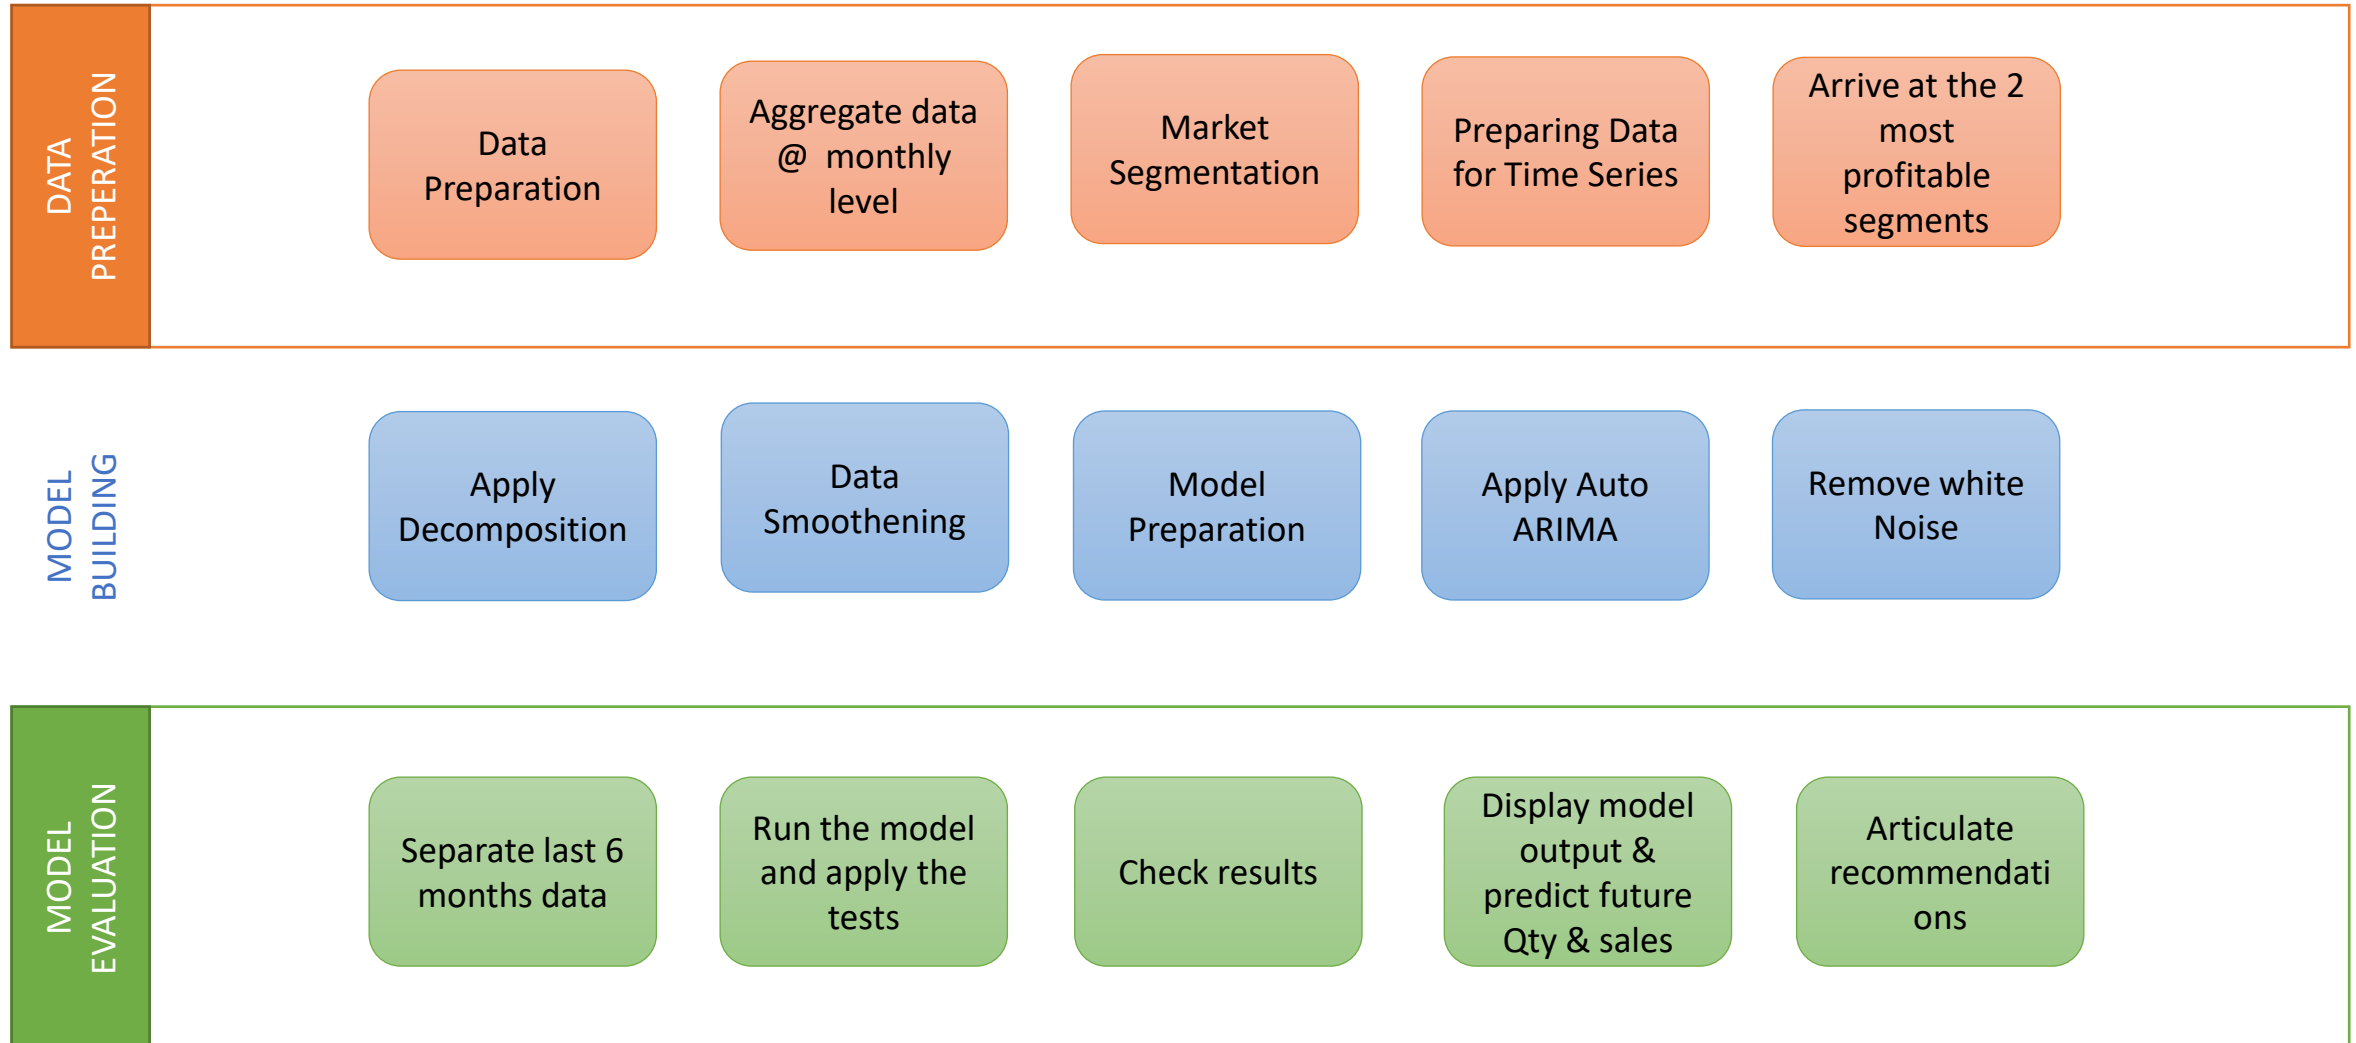 DATA
PREPERATION
Data
Preparation
Aggregate data
@ monthly
level
Market
Segmentation
Preparing Data
for Time Series
Arrive at the 2
most
profitable
segments
MODEL
BUILDING
Apply
Decomposition
Data
Smoothening
Model
Preparation
Apply Auto
ARIMA
Remove white
Noise
MODEL
EVALUATION
Separate last 6
months data
Run the model
and apply the
tests
Check results
Display model
output &
predict future
Qty & sales
Articulate
recommendati
ons